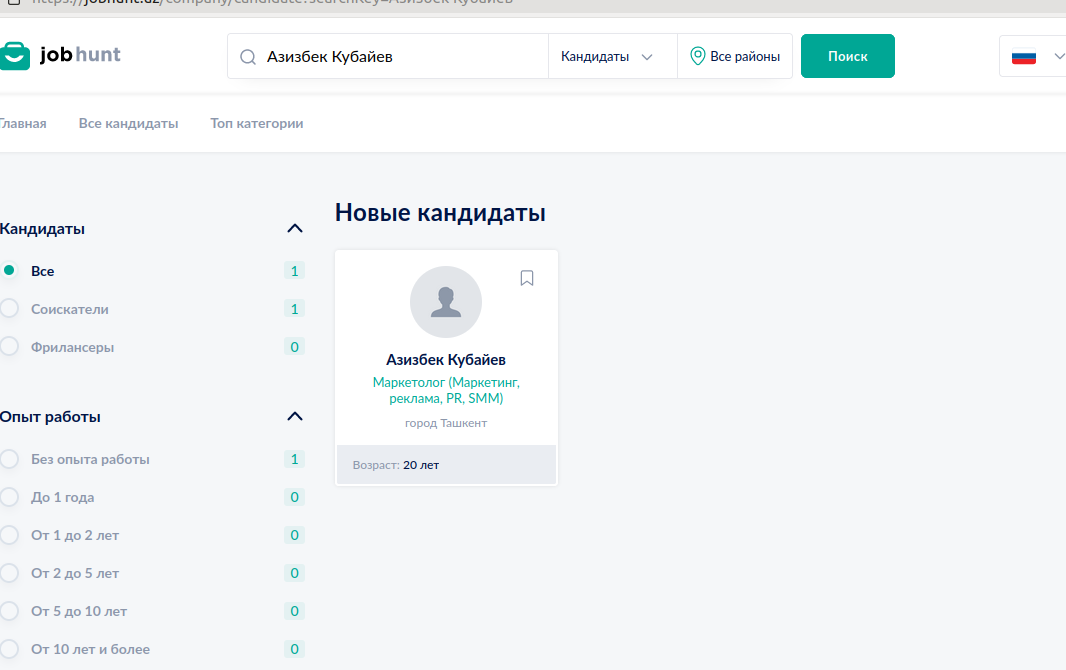 https://jobhunt.uz/company/candidate?searchKey=Азизбек Кубайев
jobhunt
Азизбек Кубайев
Кандидаты
Все районы
Поиск
Главная
Все кандидаты
Топ категории
Новые кандидаты
Кандидаты
Все 1
Соискатели 1
Фрилансеры 0
Опыт работы
Без опыта работы 1
До 1 года 0
От 1 до 2 лет 0
От 2 до 5 лет 0
От 5 до 10 лет 0
От 10 лет и более 0
Азизбек Кубайев
Маркетолог (Маркетинг,
реклама, PR, SMM)
город Ташкент
Возраст: 20 лет